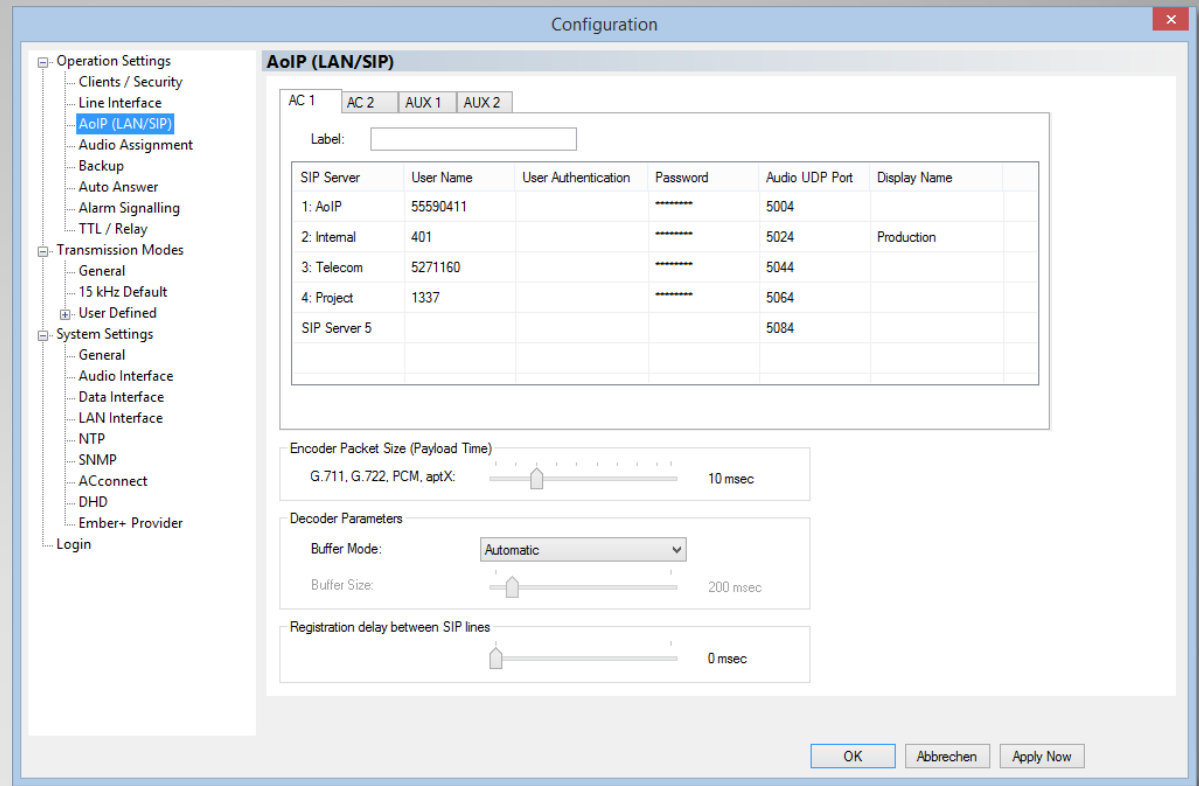 Configuration
Operation Settings
Clients / Security
Line Interface
AoIP (LAN/SIP)
Audio Assignment
Backup
Auto Answer
Alarm Signalling
TTL / Relay
Transmission Modes
General
15 kHz Default
User Defined
System Settings
General
Audio Interface
Data Interface
LAN Interface
NTP
SNMP
ACconnect
DHD
Ember+ Provider
Login
AoIP (LAN/SIP)
AC 1 AC 2 AUX 1 AUX 2
Label:
SIP Server User Name User Authentication Password Audio UDP Port Display Name
1: AoIP 55590411 ******** 5004
2: Internal 401 ******** 5024 Production
3: Telecom 5271160 ******** 5044
4: Project 1337 ******** 5064
SIP Server 5 5084
Encoder Packet Size (Payload Time)
G.711, G.722, PCM, aptX: 10 msec
Decoder Parameters
Buffer Mode: Automatic
Buffer Size: 200 msec
Registration delay between SIP lines
0 msec
OK Abbrechen Apply Now